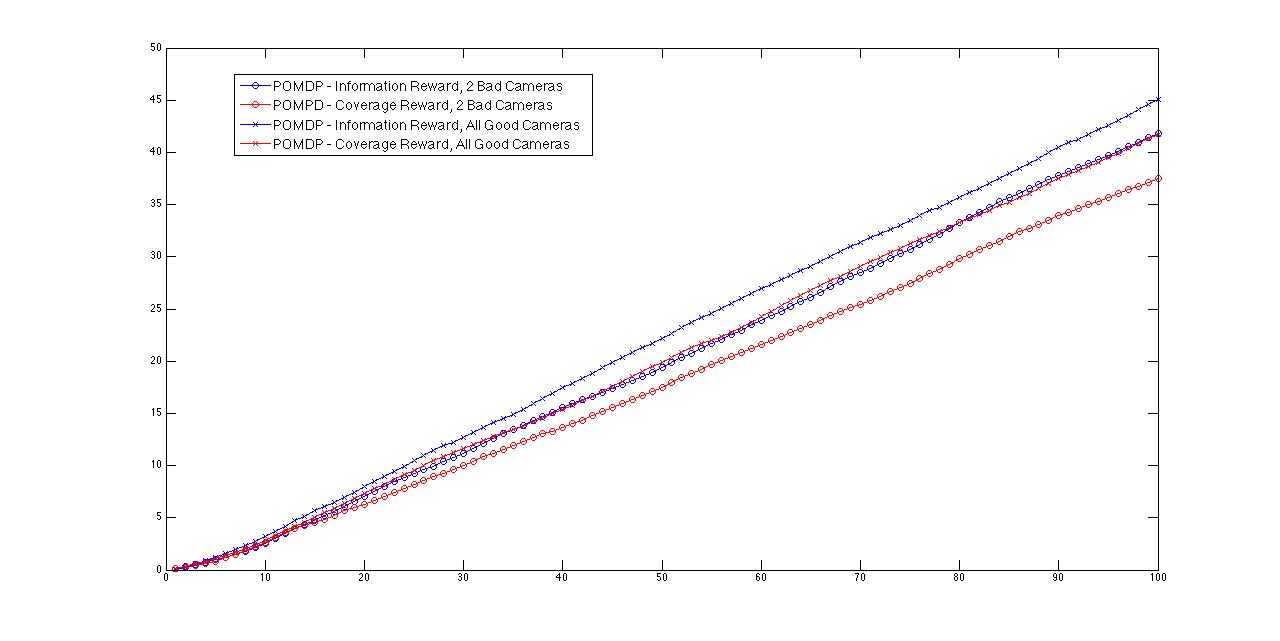 50
45
40
35
30
25
20
15
10
5
0
POMDP - Information Reward, 2 Bad Cameras
POMPD - Coverage Reward, 2 Bad Cameras
POMDP - Information Reward, All Good Cameras
POMDP - Coverage Reward, All Good Cameras
0 10 20 30 40 50 60 70 80 90 100